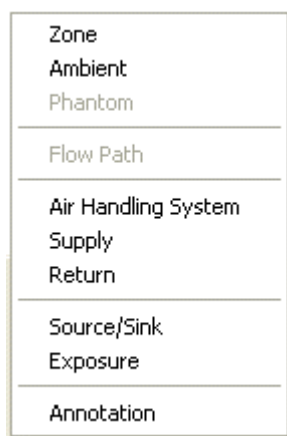 Zone
Ambient
Phantom
Flow Path
Air Handling System
Supply
Return
Source/Sink
Exposure
Annotation